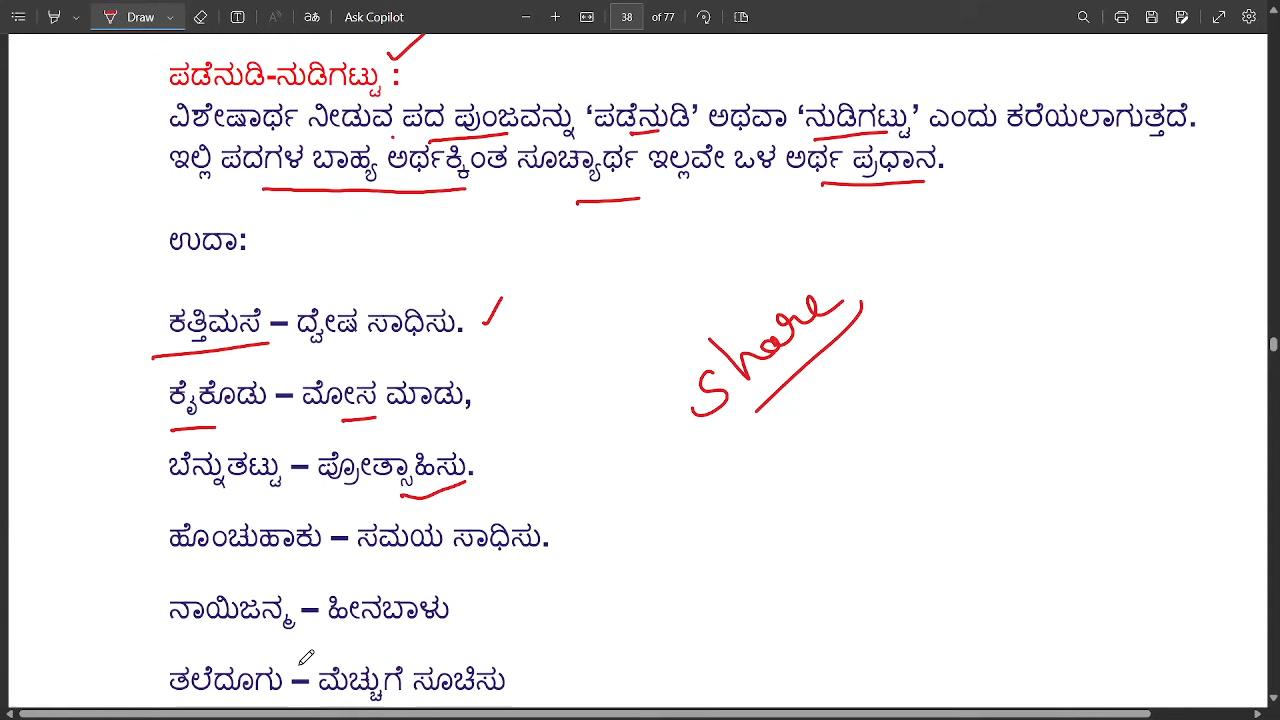 Draw
Ask Copilot
38 of 77
ಪಡೆನುಡಿ-ನುಡಿಗಟ್ಟು :
ವಿಶೇಷಾರ್ಥ ನೀಡುವ ಪದ ಪುಂಜವನ್ನು ‘ಪಡೆನುಡಿ’ ಅಥವಾ ‘ನುಡಿಗಟ್ಟು’ ಎಂದು ಕರೆಯಲಾಗುತ್ತದೆ.
ಇಲ್ಲಿ ಪದಗಳ ಬಾಹ್ಯ ಅರ್ಥಕ್ಕಿಂತ ಸೂಚ್ಯಾರ್ಥ ಇಲ್ಲವೇ ಒಳ ಅರ್ಥ ಪ್ರಧಾನ.
ಉದಾ:
ಕತ್ತಿಮಸೆ – ದ್ವೇಷ ಸಾಧಿಸು.
ಕೈಕೊಡು – ಮೋಸ ಮಾಡು,
share
ಬೆನ್ನುತಟ್ಟು – ಪ್ರೋತ್ಸಾಹಿಸು.
ಹೊಂಚುಹಾಕು – ಸಮಯ ಸಾಧಿಸು.
ನಾಯಿಜನ್ಮ – ಹೀನಬಾಳು
ತಲೆದೂಗು – ಮೆಚ್ಚುಗೆ ಸೂಚಿಸು